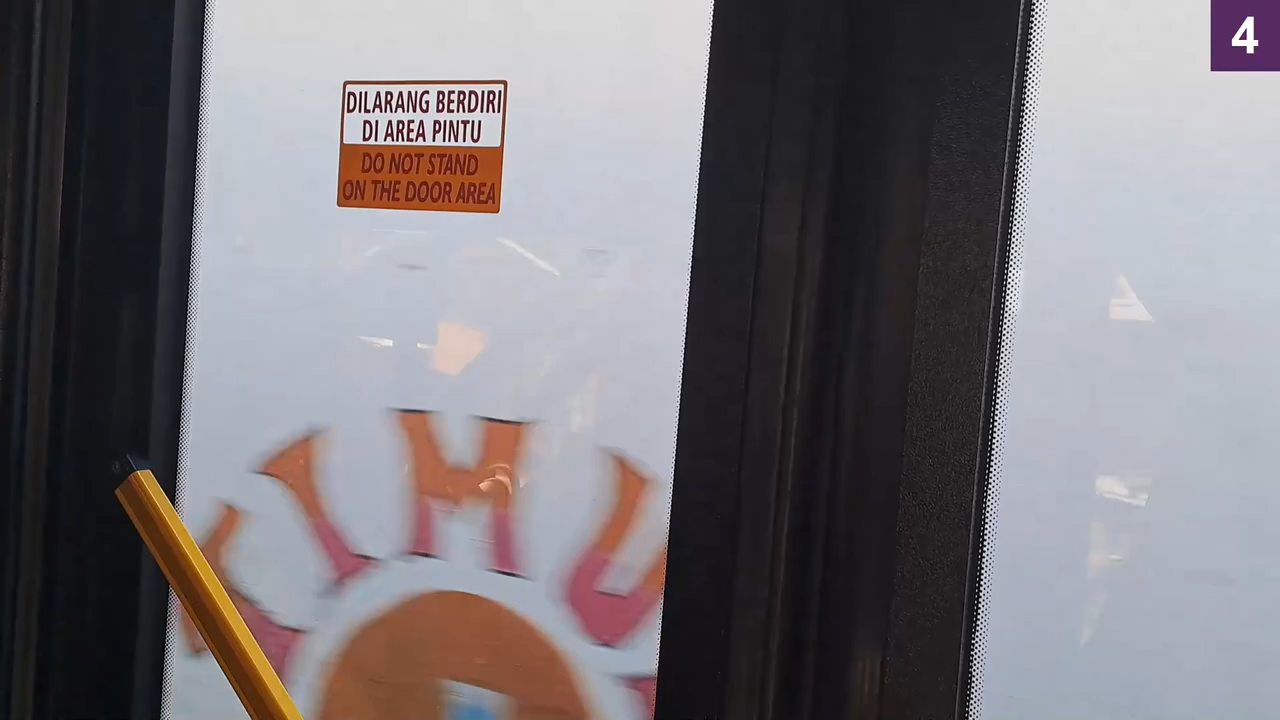 4
DILARANG BERDIRI
DI AREA PINTU
DO NOT STAND
ON THE DOOR AREA